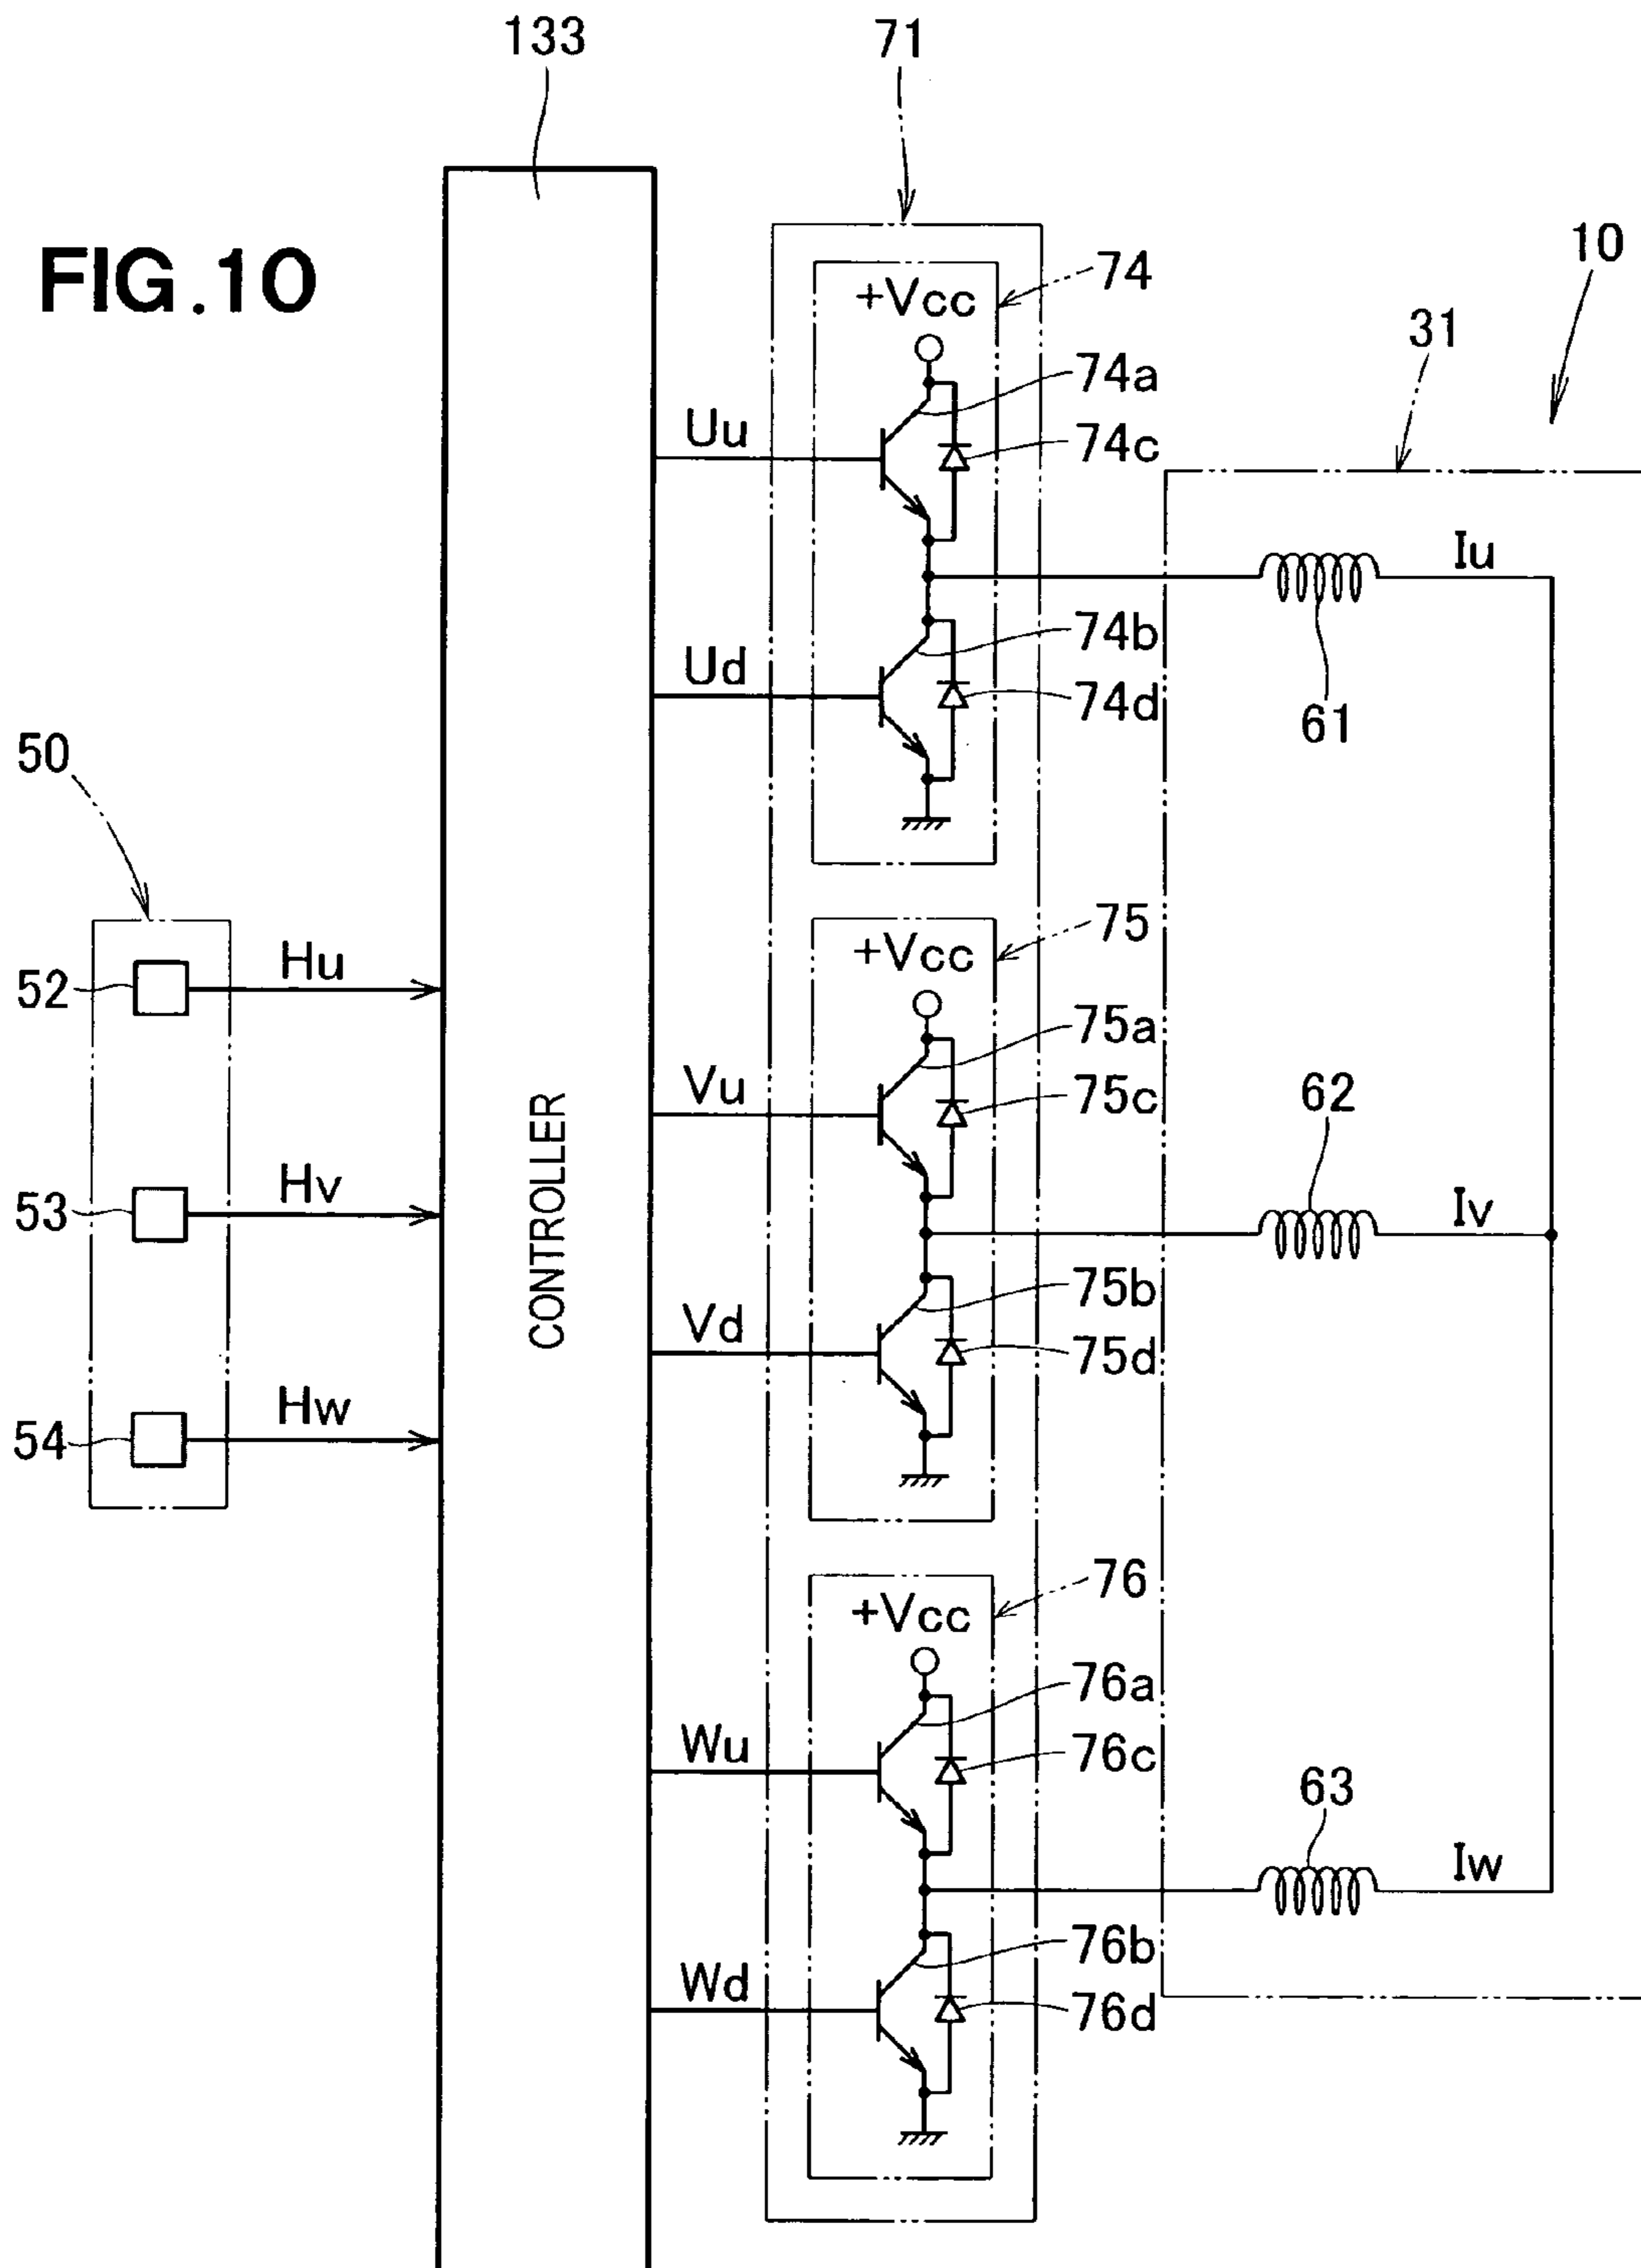 133
71
FIG.10
10
74
+Vcc
31
74a
Uu
74c
Iu
74b
Ud
74d
61
50
75
+Vcc
Hu
52
75a
Vu
75c
62
CONTROLLER
Hv
53
Iv
75b
Vd
75d
Hw
54
76
+Vcc
76a
Wu
76c
63
Iw
76b
Wd
76d